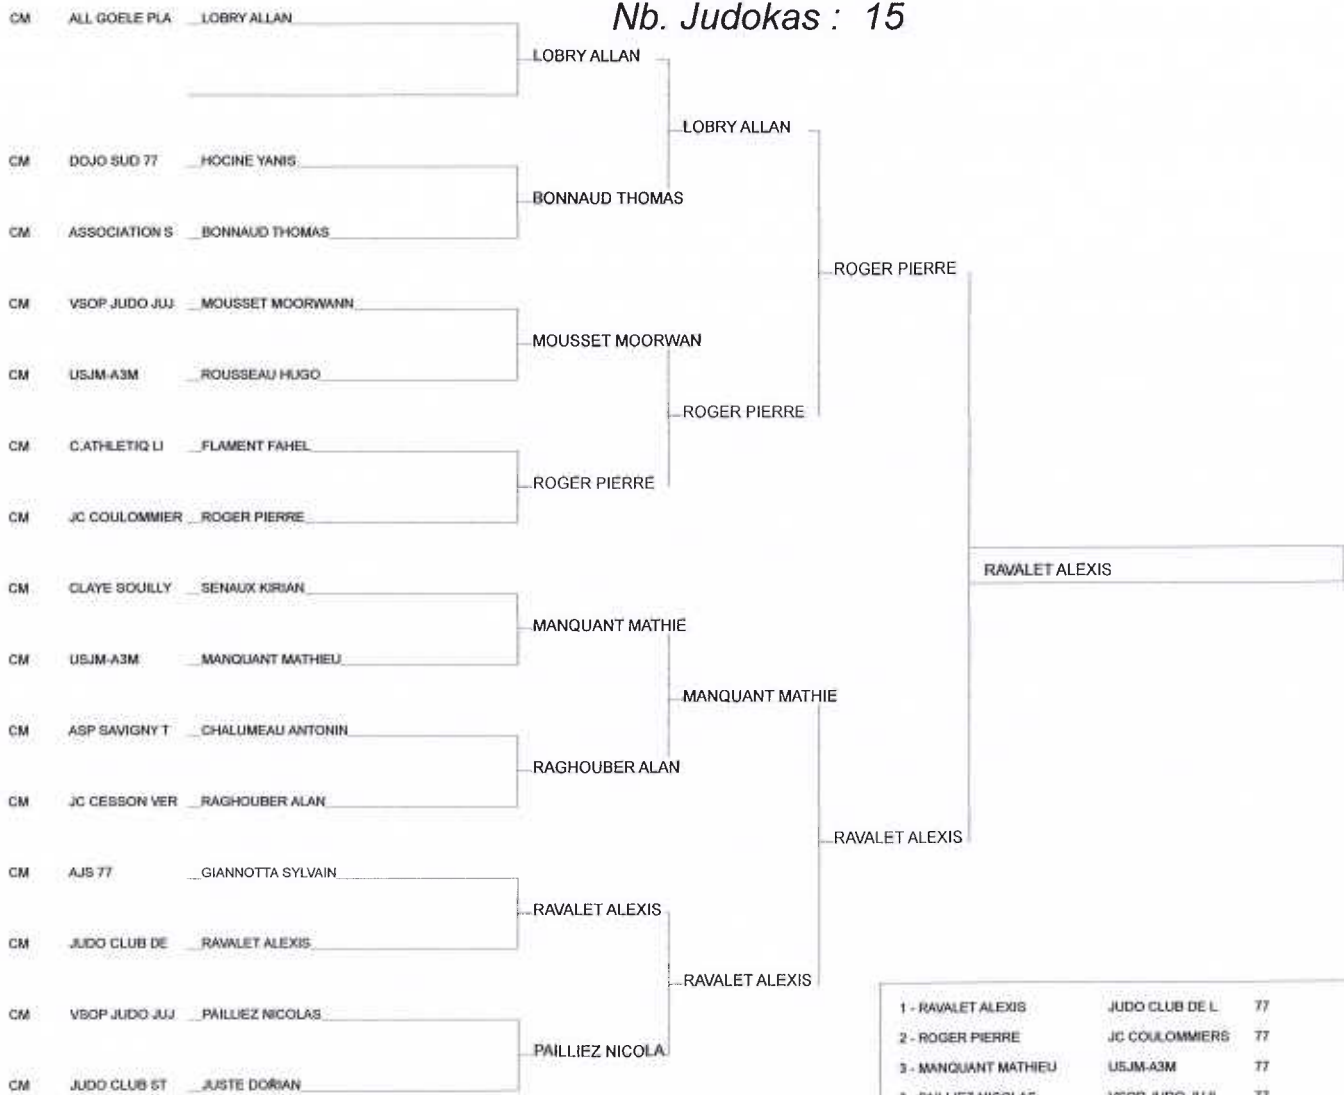 Nb. Judokas : 15
CM ALL GOELE PLA LOBRY ALLAN
LOBRY ALLAN
LOBRY ALLAN
CM DOJO SUD 77 HOCINE YANIS
BONNAUD THOMAS
CM ASSOCIATION S BONNAUD THOMAS
ROGER PIERRE
CM VSOP JUDO JUJ MOUSSET MOORWANN
MOUSSET MOORWAN
CM USJM-A3M ROUSSEAU HUGO
ROGER PIERRE
CM C.ATHLETIQ LI FLAMENT FAHEL
ROGER PIERRE
CM JC COULOMMIER ROGER PIERRE
RAVALET ALEXIS
CM CLAYE SOUILLY SENAUX KIRIAN
MANQUANT MATHIE
CM USJM-A3M MANQUANT MATHIEU
MANQUANT MATHIE
CM ASP SAVIGNY T CHALUMEAU ANTONIN
RAGHOUBER ALAN
CM JC CESSON VER RAGHOUBER ALAN
RAVALET ALEXIS
CM AJS 77 GIANNOTTA SYLVAIN
RAVALET ALEXIS
CM JUDO CLUB DE RAVALET ALEXIS
RAVALET ALEXIS
CM VSOP JUDO JUJ PAILLIEZ NICOLAS
PAILLIEZ NICOLA
CM JUDO CLUB ST JUSTE DORIAN
1 - RAVALET ALEXIS JUDO CLUB DE L 77
2 - ROGER PIERRE JC COULOMMIERS 77
3 - MANQUANT MATHIEU USJM-A3M 77